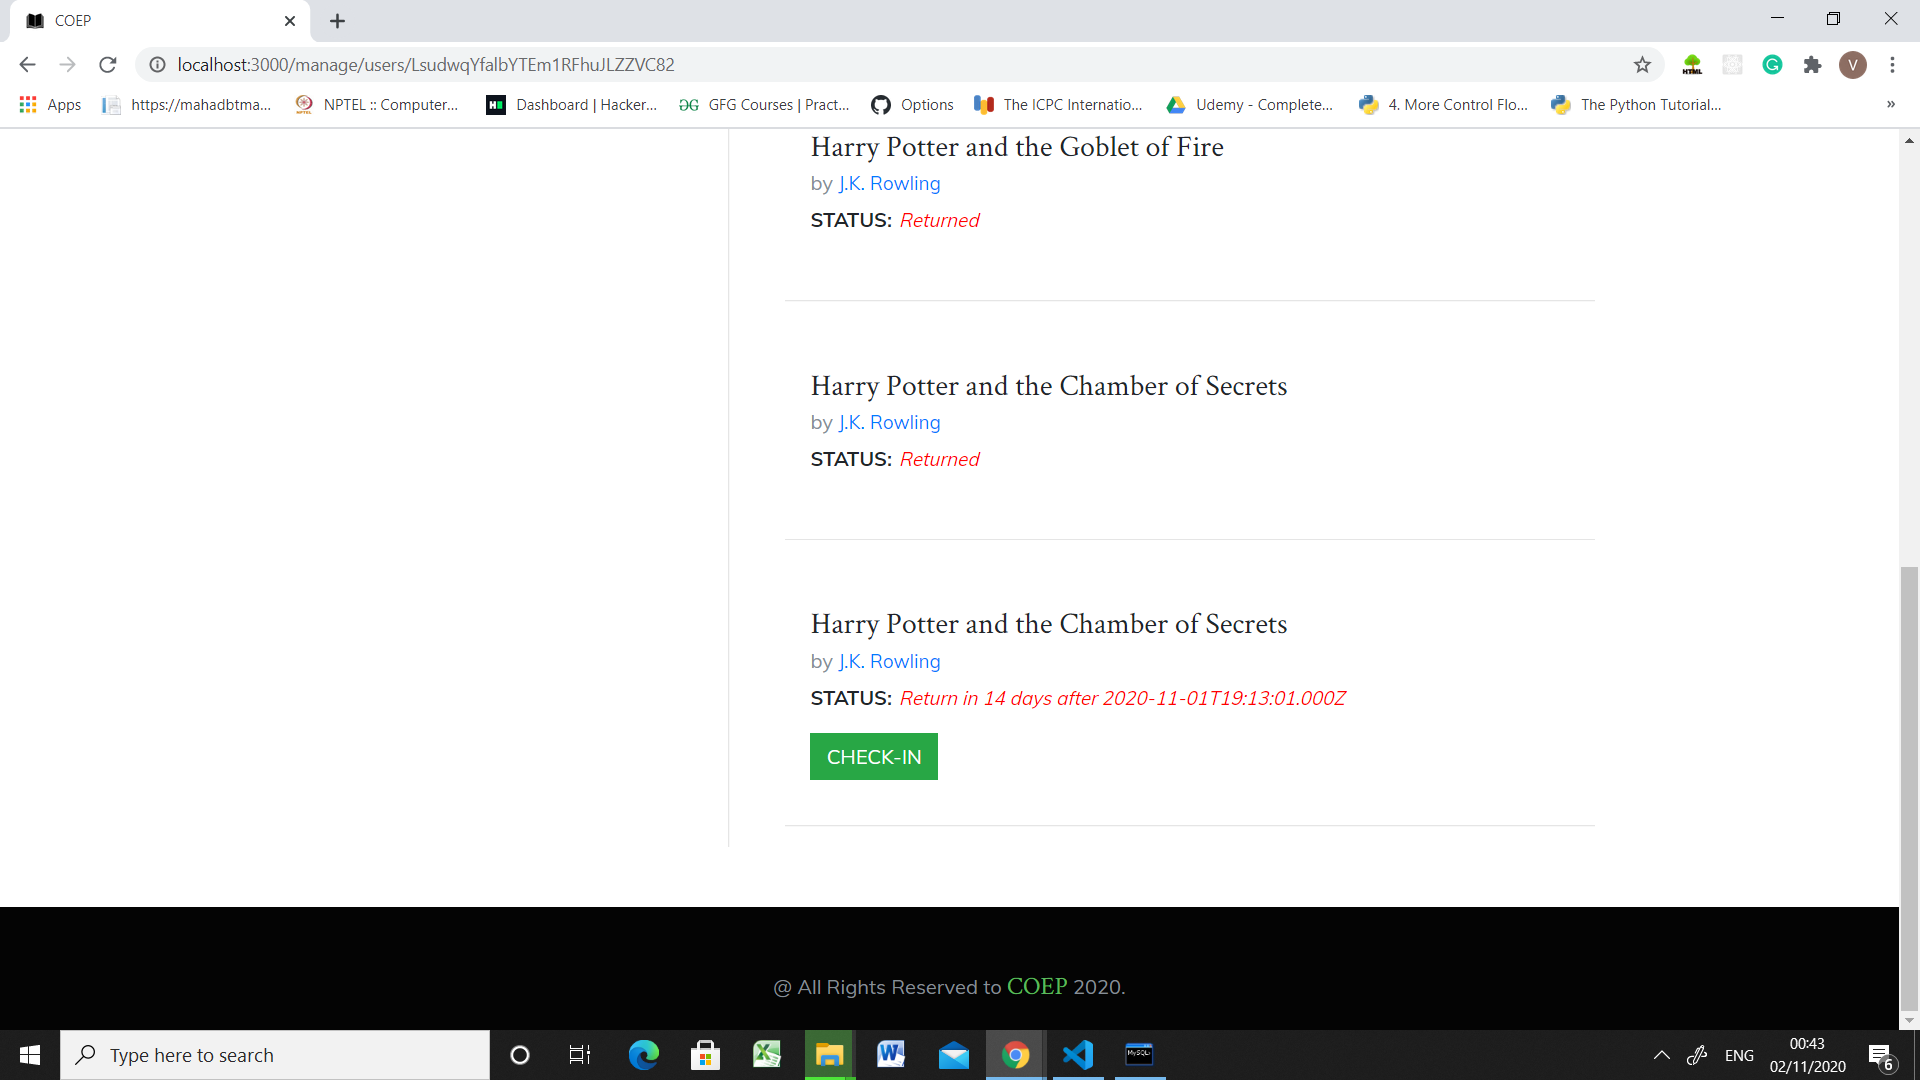 COEP
localhost:3000/manage/users/LsudwqYfalbYTEm1RFhuJLZZVC82
HTML
G
V
Apps
https://mahadbtma...
NPTEL :: Computer...
Dashboard | Hacker...
GFG Courses | Pract...
Options
The ICPC Internatio...
Udemy - Complete...
4. More Control Flo...
The Python Tutorial...
»
Harry Potter and the Goblet of Fire
by J.K. Rowling
STATUS: Returned
Harry Potter and the Chamber of Secrets
by J.K. Rowling
STATUS: Returned
Harry Potter and the Chamber of Secrets
by J.K. Rowling
STATUS: Return in 14 days after 2020-11-01T19:13:01.000Z
CHECK-IN
@ All Rights Reserved to COEP 2020.
Type here to search
ENG
00:43
02/11/2020
6